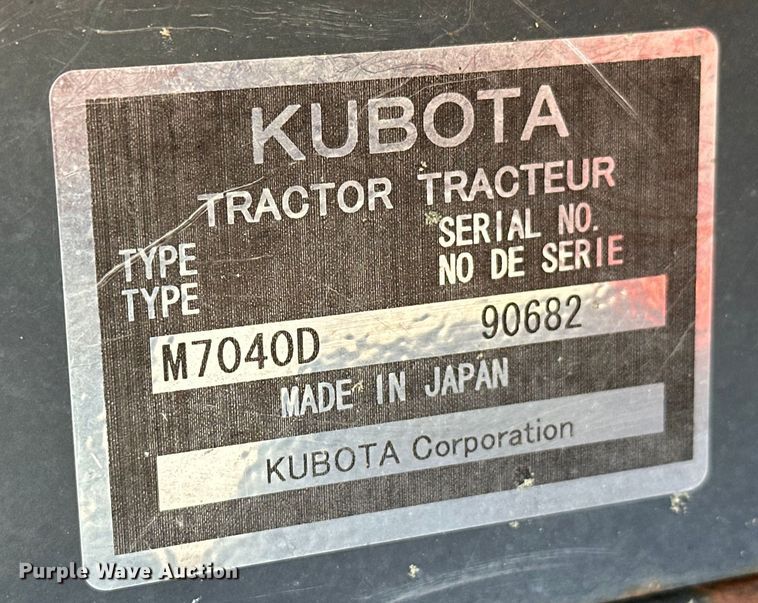 KUBOTA
TRACTOR TRACTEUR
TYPE SERIAL NO.
TYPE NO DE SERIE
M7040D 90682
MADE IN JAPAN
KUBOTA Corporation
Purple Wave Auction